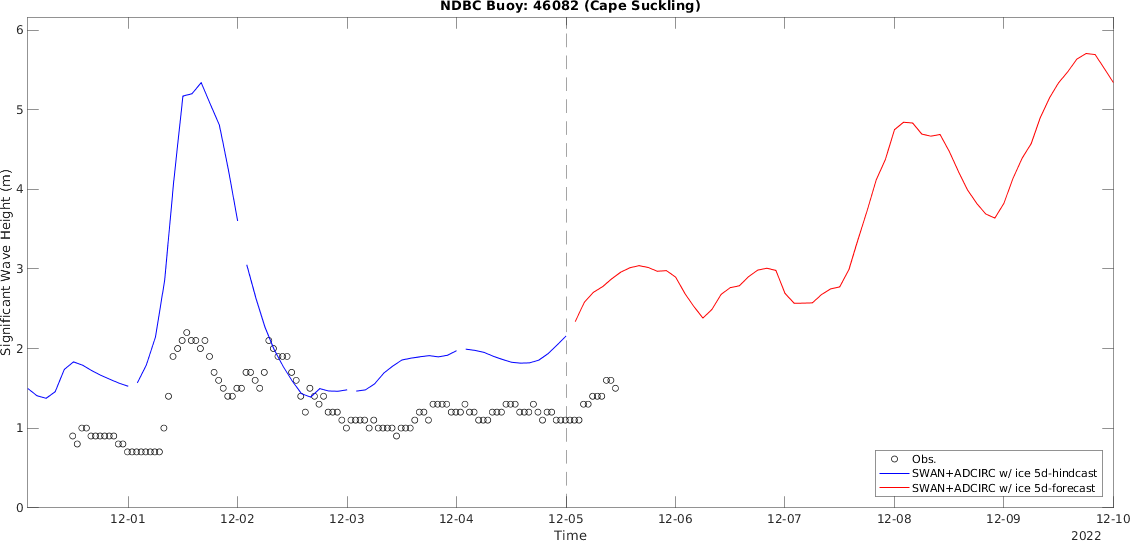 NDBC Buoy: 46082 (Cape Suckling)
6
5
4
3
2
1
0
Significant Wave Height (m)
12-01 12-02 12-03 12-04 12-05 12-06 12-07 12-08 12-09 12-10
Time
2022
Obs.
SWAN+ADCIRC w/ ice 5d-hindcast
SWAN+ADCIRC w/ ice 5d-forecast